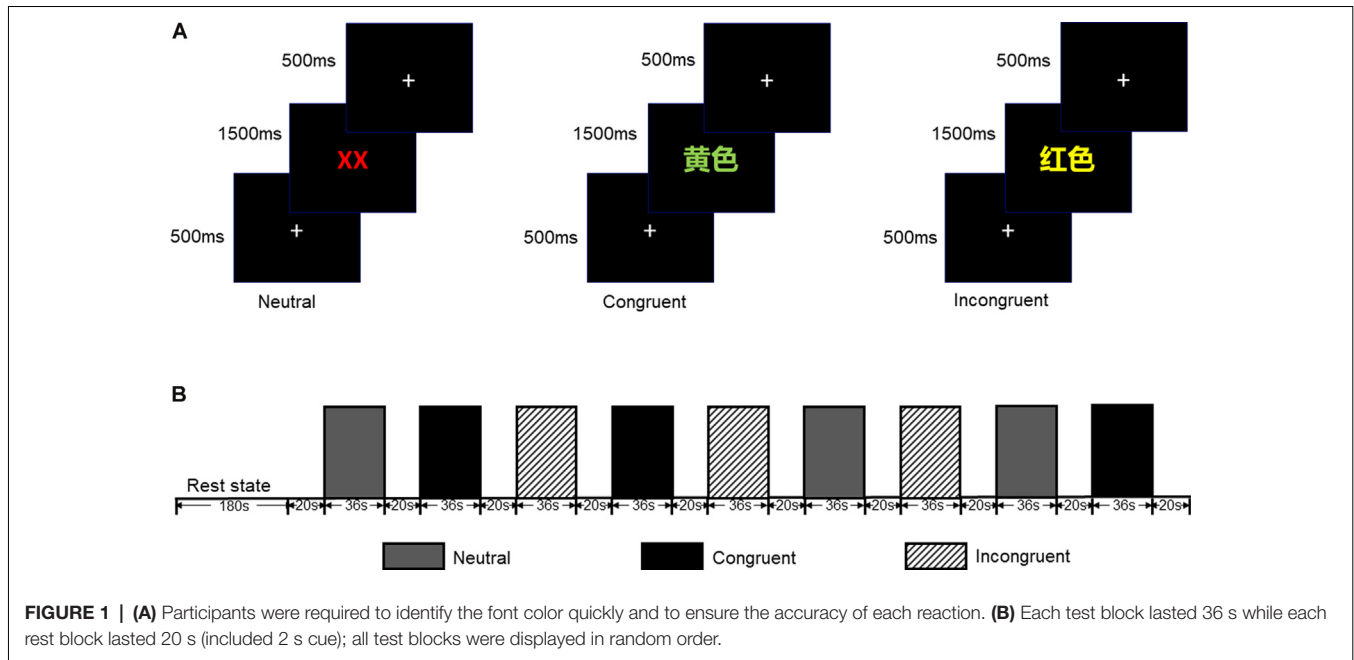 A
500ms
+
500ms
+
500ms
+
1500ms
XX
1500ms
黄色
1500ms
红色
500ms
+
500ms
+
500ms
+
Neutral
Congruent
Incongruent
B
Rest state
180s 20s 36s 20s 36s 20s 36s 20s 36s 20s 36s 20s 36s 20s 36s 20s 36s 20s 36s 20s
Neutral
Congruent
Incongruent
FIGURE 1 | (A) Participants were required to identify the font color quickly and to ensure the accuracy of each reaction. (B) Each test block lasted 36 s while each
rest block lasted 20 s (included 2 s cue); all test blocks were displayed in random order.